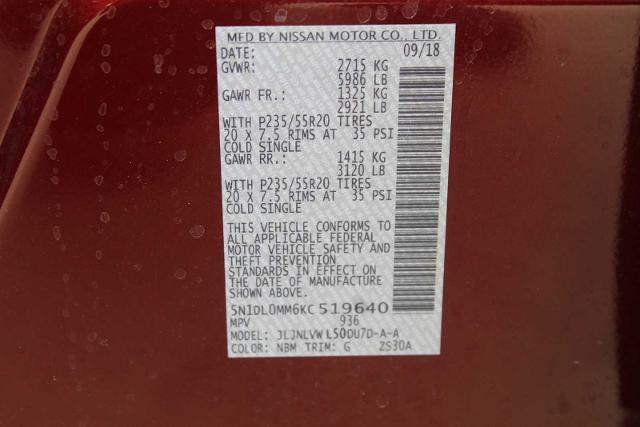 MFD BY NISSAN MOTOR CO., LTD.
DATE: 09/18
GVWR: 2715 KG
5986 LB
GAWR FR.: 1325 KG
2921 LB
WITH P235/55R20 TIRES
20 X 7.5 RIMS AT 35 PSI
COLD SINGLE
GAWR RR.: 1415 KG
3120 LB
WITH P235/55R20 TIRES
20 X 7.5 RIMS AT 35 PSI
COLD SINGLE
THIS VEHICLE CONFORMS TO
ALL APPLICABLE FEDERAL
MOTOR VEHICLE SAFETY AND
THEFT PREVENTION
STANDARDS IN EFFECT ON
THE DATE OF MANUFACTURE
SHOWN ABOVE.
5N1DL0MM6KC519640
MPV 936
MODEL: JLJNLVWL50DU7D-A-A
COLOR: NBM TRIM: G ZS30A